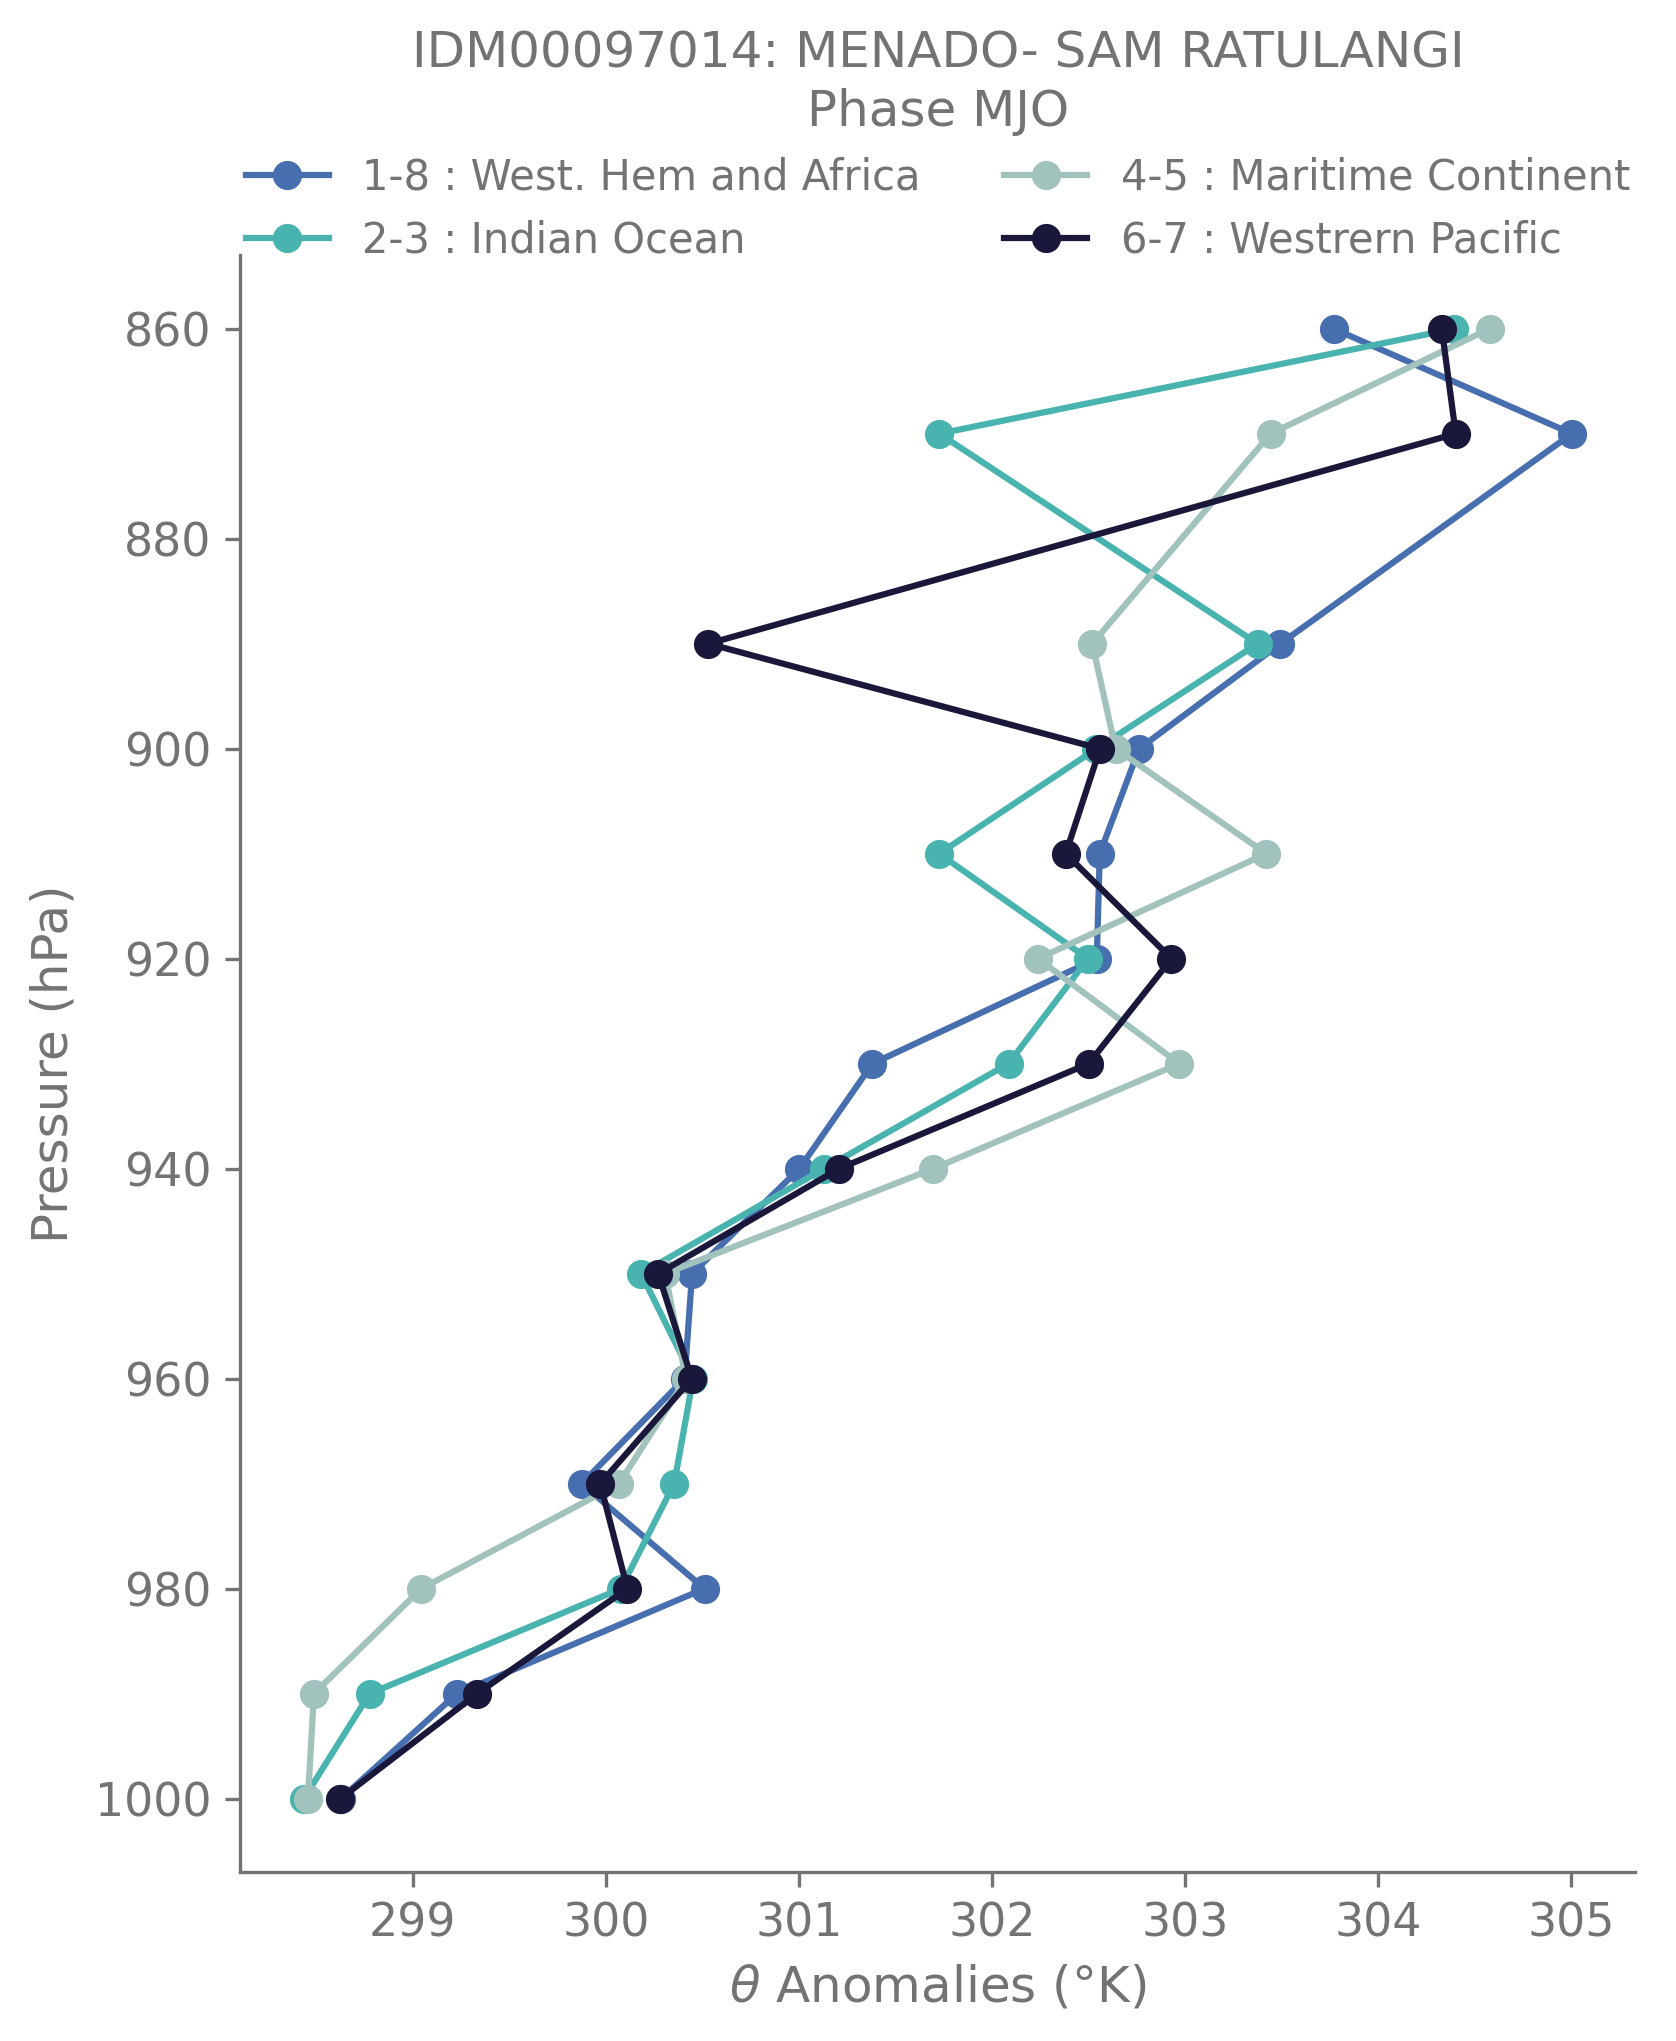 IDM00097014: MENADO- SAM RATULANGI
Phase MJO
1-8 : West. Hem and Africa
2-3 : Indian Ocean
4-5 : Maritime Continent
6-7 : Westrern Pacific
860
880
900
920
940
960
980
1000
Pressure (hPa)
299 300 301 302 303 304 305
θ Anomalies (°K)